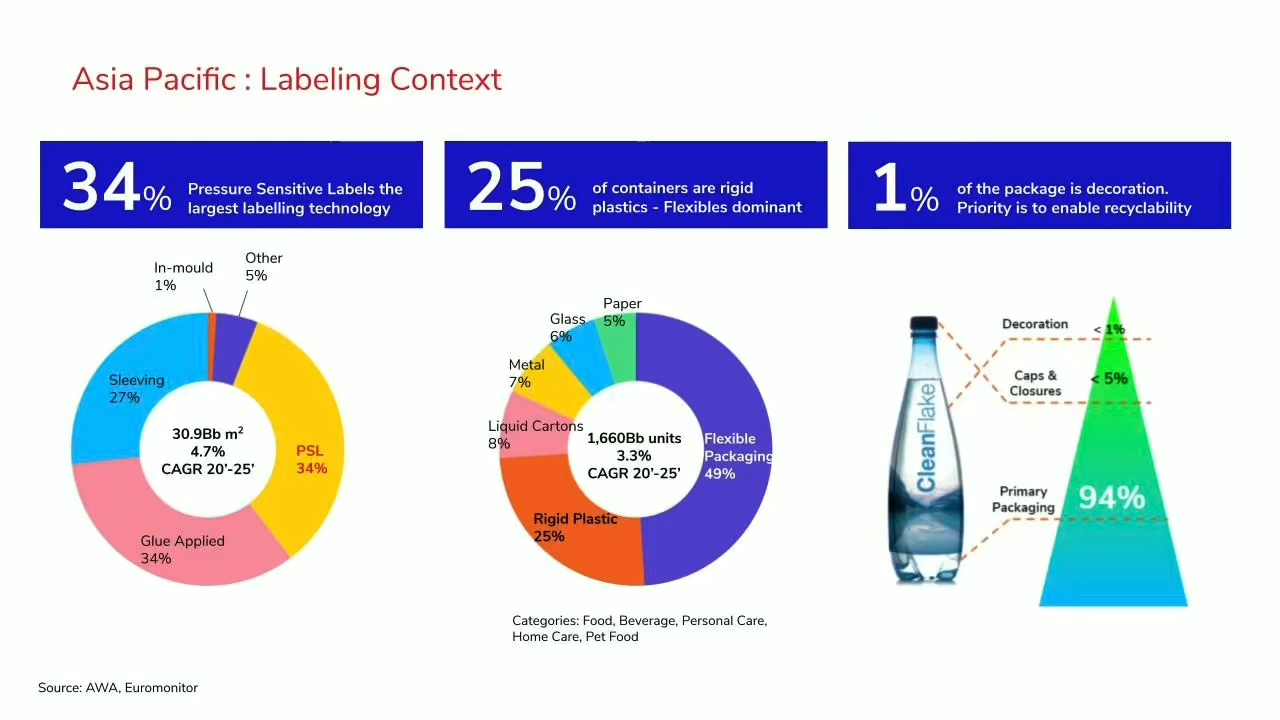 Asia Pacific : Labeling Context
34% Pressure Sensitive Labels the
largest labelling technology
25% of containers are rigid
plastics - Flexibles dominant
1% of the package is decoration.
Priority is to enable recyclability
In-mould
1%
Other
5%
Sleeving
27%
30.9Bb m²
4.7%
CAGR 20’-25’
PSL
34%
Glue Applied
34%
Paper
5%
Glass
6%
Metal
7%
Liquid Cartons
8%
1,660Bb units
3.3%
CAGR 20’-25’
Flexible
Packaging
49%
Rigid Plastic
25%
Categories: Food, Beverage, Personal Care,
Home Care, Pet Food
CleanFlake
Decoration
< 1%
Caps &
Closures
< 5%
Primary
Packaging
94%
Source: AWA, Euromonitor